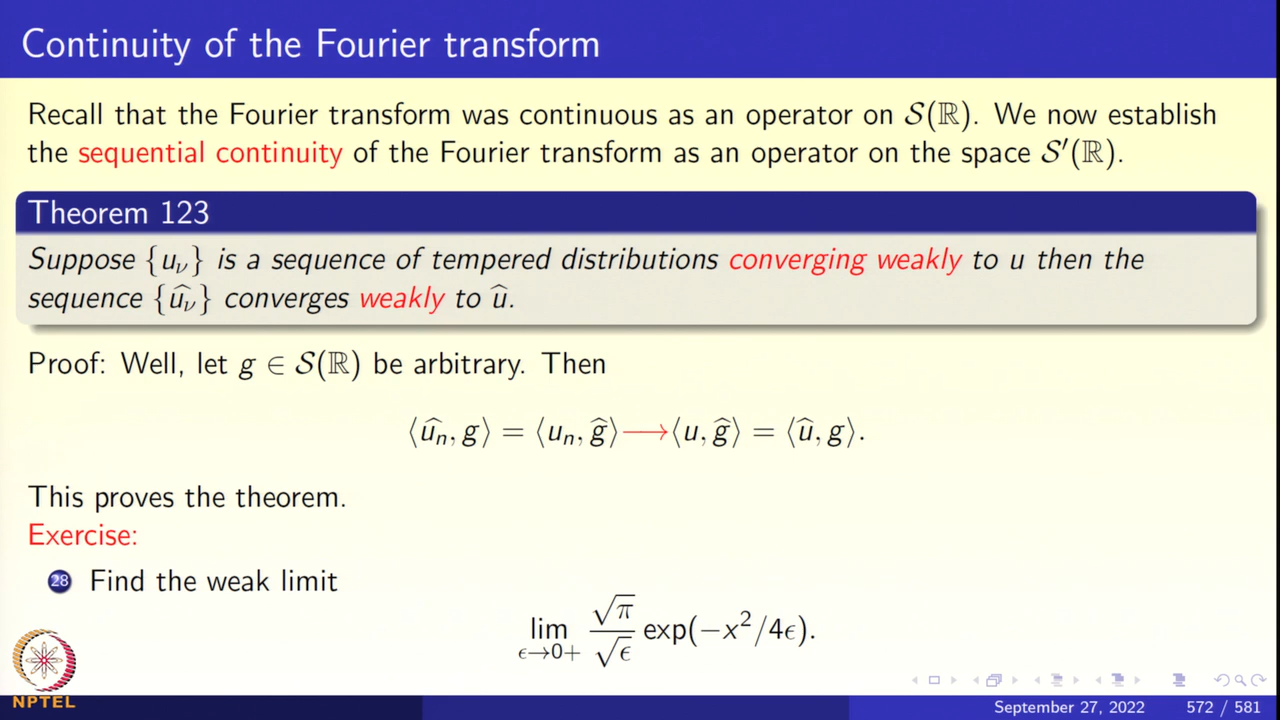 Continuity of the Fourier transform
Recall that the Fourier transform was continuous as an operator on 𝒮(ℝ). We now establish
the sequential continuity of the Fourier transform as an operator on the space 𝒮′(ℝ).
Theorem 123
Suppose {u_ν} is a sequence of tempered distributions converging weakly to u then the
sequence {û_ν} converges weakly to û.
Proof: Well, let g ∈ 𝒮(ℝ) be arbitrary. Then
⟨û_n, g⟩ = ⟨u_n, ĝ⟩ ⟶ ⟨u, ĝ⟩ = ⟨û, g⟩.
This proves the theorem.
Exercise:
28 Find the weak limit
lim_{ϵ→0+} √π/√ϵ exp(−x²/4ϵ).
NPTEL
September 27, 2022 572 / 581